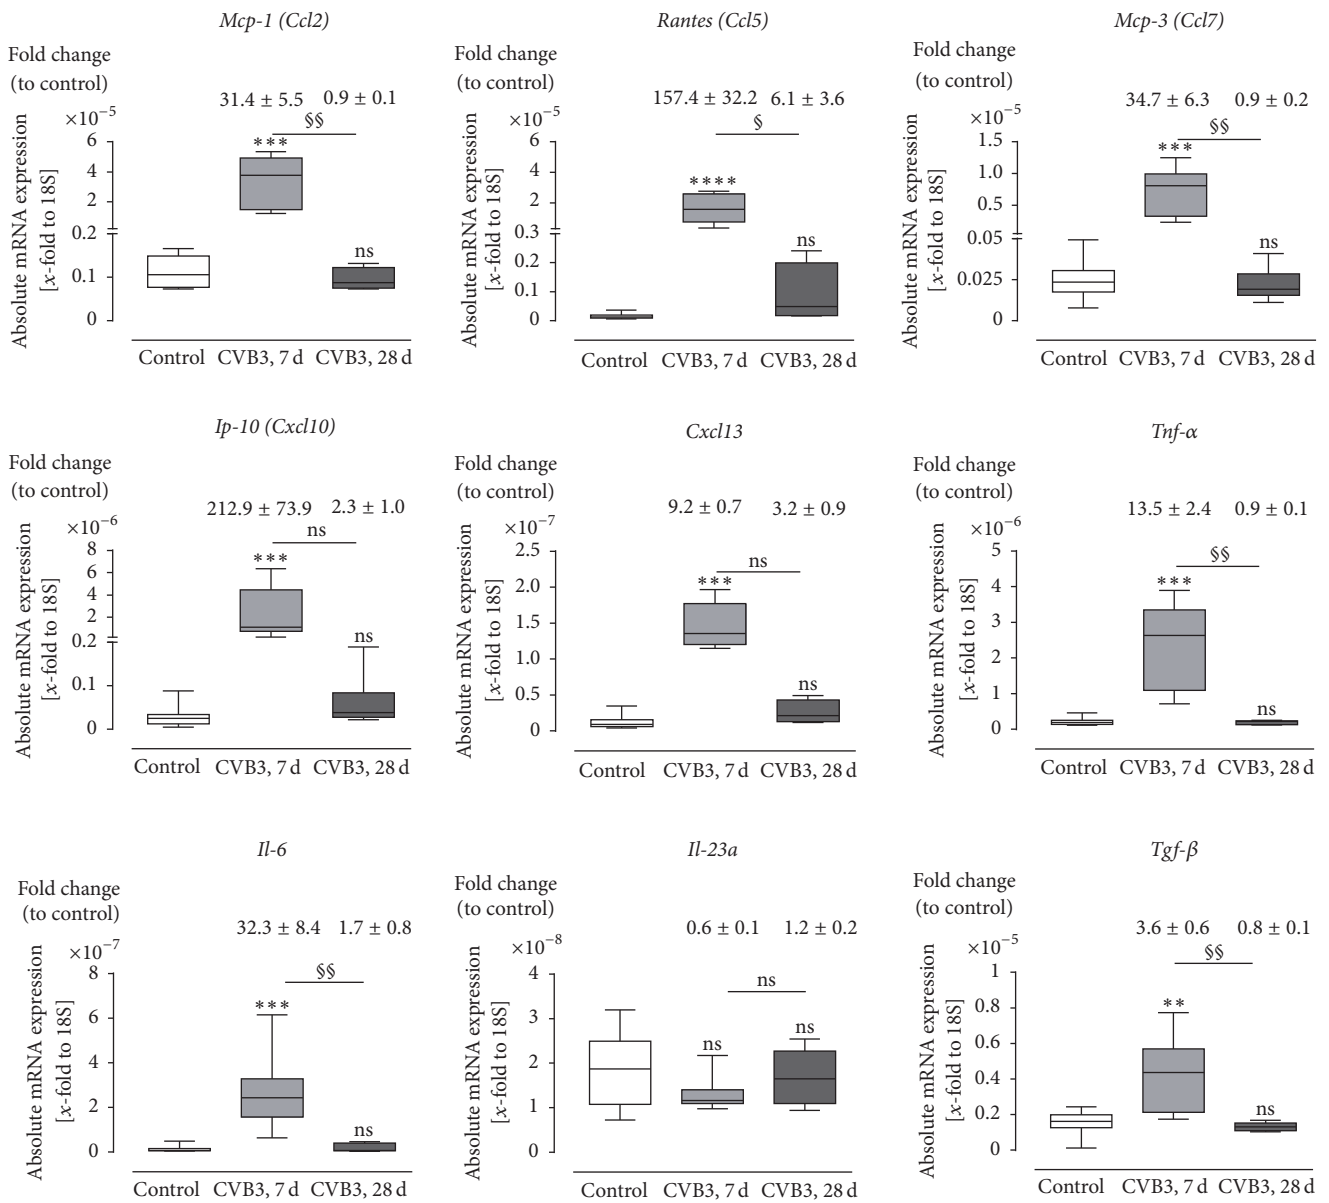 Mcp-1 (Ccl2)
Fold change
(to control)
31.4 ± 5.5 0.9 ± 0.1
×10⁻⁵
§§
***
ns
Absolute mRNA expression
[x-fold to 18S]
6
4
2
0.2
0.1
0
Control CVB3, 7 d CVB3, 28 d
Rantes (Ccl5)
Fold change
(to control)
157.4 ± 32.2 6.1 ± 3.6
×10⁻⁵
§
****
ns
Absolute mRNA expression
[x-fold to 18S]
6
4
2
0.3
0.2
0.1
0
Control CVB3, 7 d CVB3, 28 d
Mcp-3 (Ccl7)
Fold change
(to control)
34.7 ± 6.3 0.9 ± 0.2
×10⁻⁵
§§
***
ns
Absolute mRNA expression
[x-fold to 18S]
1.5
1.0
0.5
0.05
0.025
0
Control CVB3, 7 d CVB3, 28 d
Ip-10 (Cxcl10)
Fold change
(to control)
212.9 ± 73.9 2.3 ± 1.0
×10⁻⁶
ns
***
ns
Absolute mRNA expression
[x-fold to 18S]
8
6
4
2
0.2
0.1
0
Control CVB3, 7 d CVB3, 28 d
Cxcl13
Fold change
(to control)
9.2 ± 0.7 3.2 ± 0.9
×10⁻⁷
ns
***
ns
Absolute mRNA expression
[x-fold to 18S]
2.5
2.0
1.5
1.0
0.5
0
Control CVB3, 7 d CVB3, 28 d
Tnf-α
Fold change
(to control)
13.5 ± 2.4 0.9 ± 0.1
×10⁻⁶
§§
***
ns
Absolute mRNA expression
[x-fold to 18S]
5
4
3
2
1
0
Control CVB3, 7 d CVB3, 28 d
Il-6
Fold change
(to control)
32.3 ± 8.4 1.7 ± 0.8
×10⁻⁷
§§
***
ns
Absolute mRNA expression
[x-fold to 18S]
8
6
4
2
0
Control CVB3, 7 d CVB3, 28 d
Il-23a
Fold change
(to control)
0.6 ± 0.1 1.2 ± 0.2
×10⁻⁸
ns
ns
ns
Absolute mRNA expression
[x-fold to 18S]
4
3
2
1
0
Control CVB3, 7 d CVB3, 28 d
Tgf-β
Fold change
(to control)
3.6 ± 0.6 0.8 ± 0.1
×10⁻⁵
§§
**
ns
Absolute mRNA expression
[x-fold to 18S]
1
0.8
0.6
0.4
0.2
0
Control CVB3, 7 d CVB3, 28 d